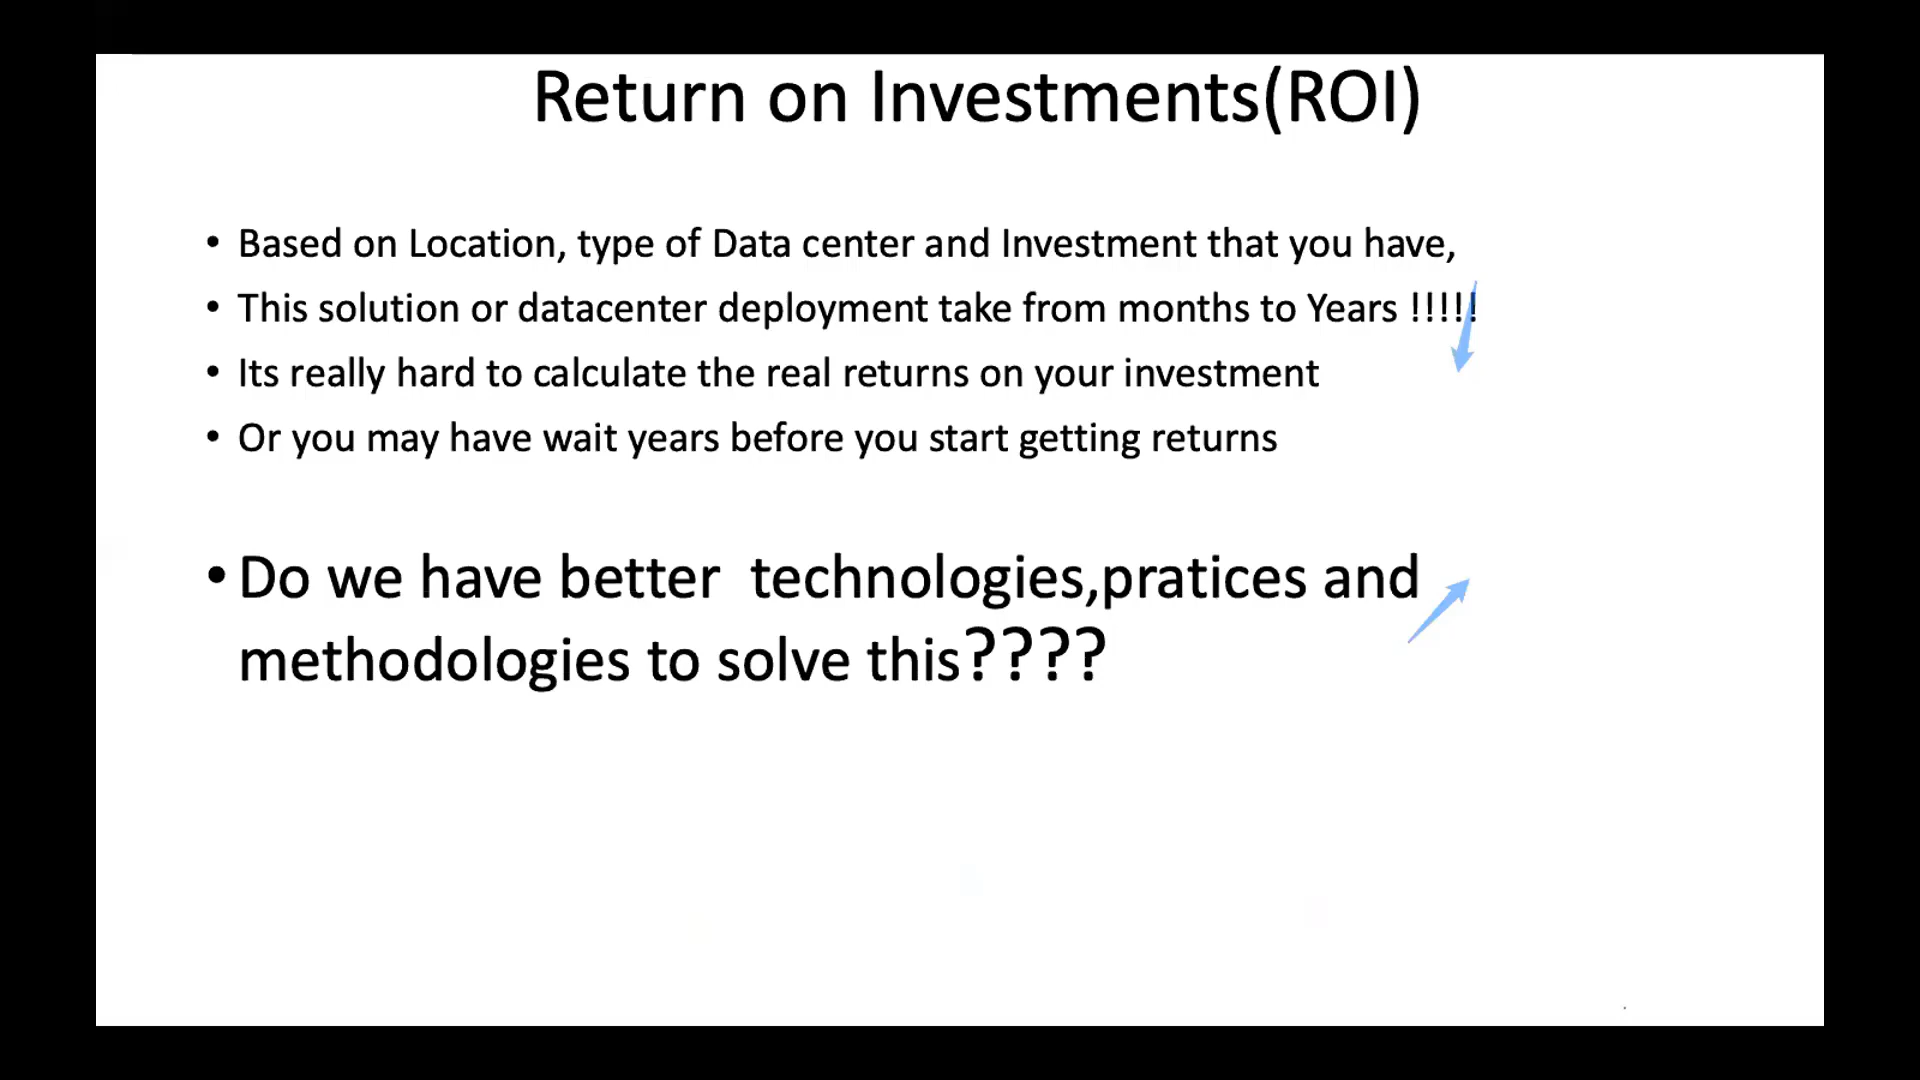 Return on Investments(ROI)
• Based on Location, type of Data center and Investment that you have,
• This solution or datacenter deployment take from months to Years !!!!!
• Its really hard to calculate the real returns on your investment
• Or you may have wait years before you start getting returns
• Do we have better  technologies,pratices and
methodologies to solve this????